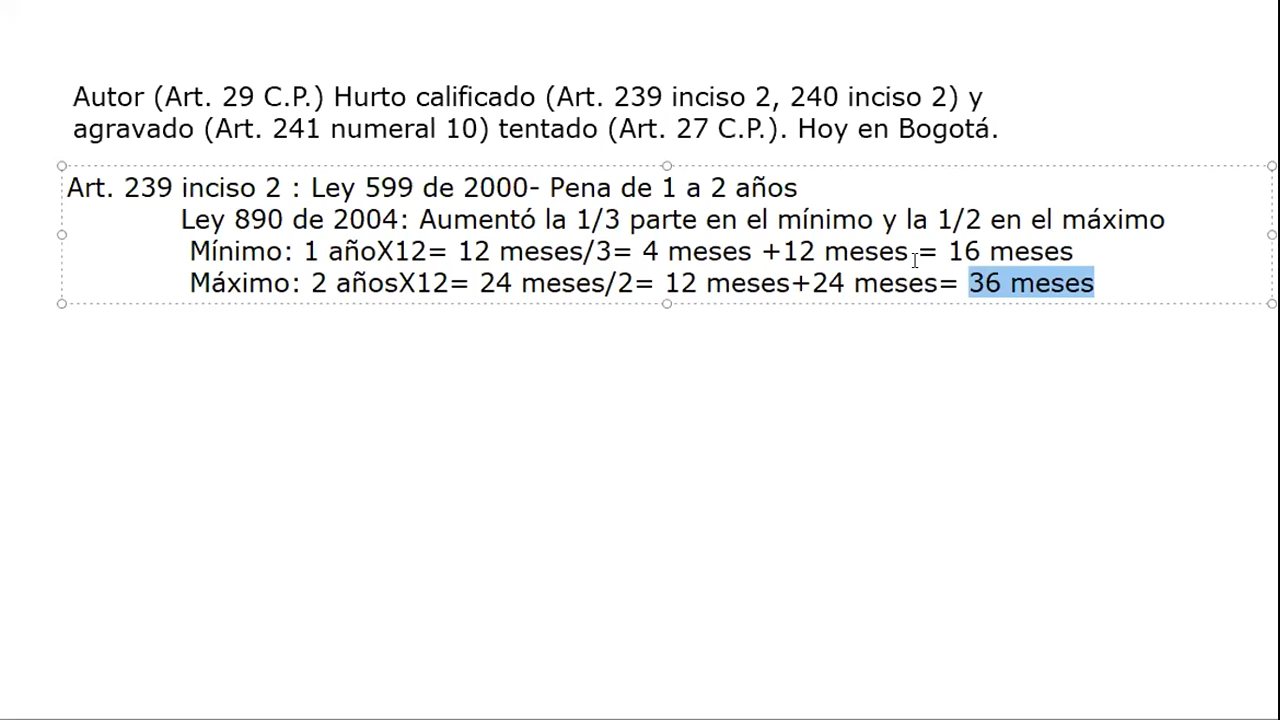 Autor (Art. 29 C.P.) Hurto calificado (Art. 239 inciso 2, 240 inciso 2) y
agravado (Art. 241 numeral 10) tentado (Art. 27 C.P.). Hoy en Bogotá.
Art. 239 inciso 2 : Ley 599 de 2000- Pena de 1 a 2 años
Ley 890 de 2004: Aumentó la 1/3 parte en el mínimo y la 1/2 en el máximo
Mínimo: 1 añoX12= 12 meses/3= 4 meses +12 meses = 16 meses
Máximo: 2 añosX12= 24 meses/2= 12 meses+24 meses= 36 meses